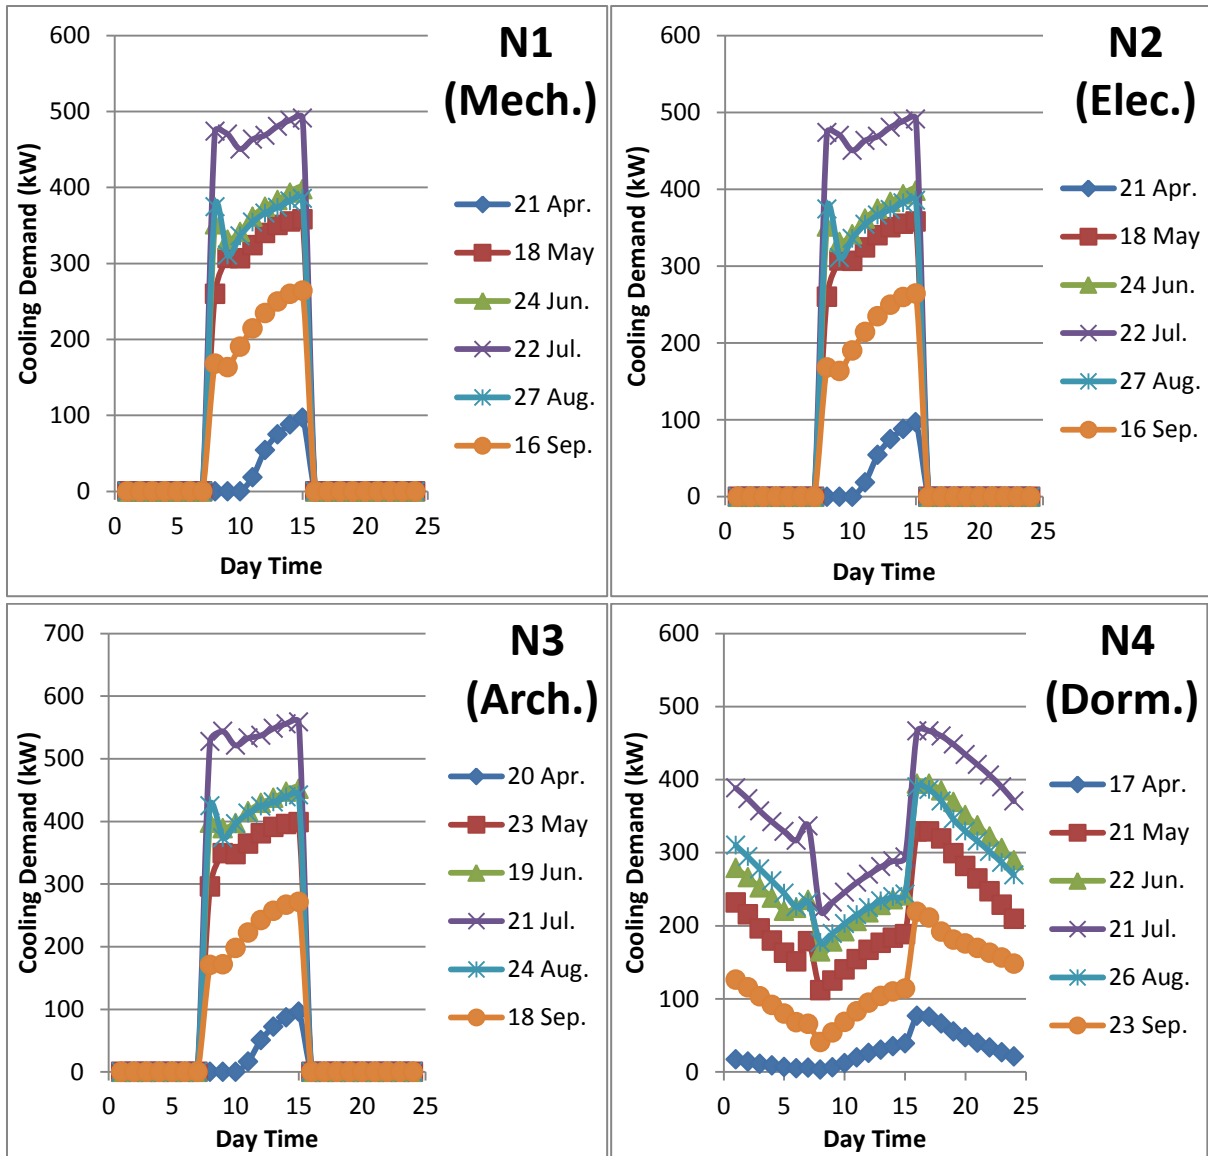 600
500
400
300
200
100
0
Cooling Demand (kW)
0 5 10 15 20 25
Day Time
N1
(Mech.)
21 Apr.
18 May
24 Jun.
22 Jul.
27 Aug.
16 Sep.
600
500
400
300
200
100
0
Cooling Demand (kW)
0 5 10 15 20 25
Day Time
N2
(Elec.)
21 Apr.
18 May
24 Jun.
22 Jul.
27 Aug.
16 Sep.
700
600
500
400
300
200
100
0
Cooling Demand (kW)
0 5 10 15 20 25
Day Time
N3
(Arch.)
20 Apr.
23 May
19 Jun.
21 Jul.
24 Aug.
18 Sep.
600
500
400
300
200
100
0
Cooling Demand (kW)
0 5 10 15 20 25
Day Time
N4
(Dorm.)
17 Apr.
21 May
22 Jun.
21 Jul.
26 Aug.
23 Sep.